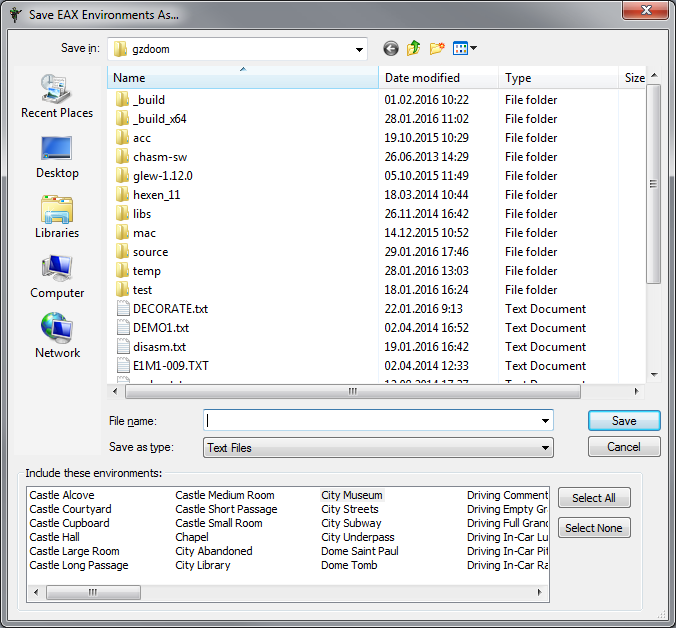 Save EAX Environments As...
Save in: gzdoom
Name Date modified Type Size
_build 01.02.2016 10:22 File folder
_build_x64 28.01.2016 11:02 File folder
acc 19.10.2015 10:29 File folder
chasm-sw 26.06.2013 14:29 File folder
glew-1.12.0 05.10.2015 11:49 File folder
hexen_11 18.03.2014 10:44 File folder
libs 26.11.2014 16:42 File folder
mac 14.12.2015 10:52 File folder
source 29.01.2016 17:46 File folder
temp 28.01.2016 13:03 File folder
test 18.01.2016 16:24 File folder
DECORATE.txt 22.01.2016 9:13 Text Document
DEMO1.txt 02.04.2014 16:52 Text Document
disasm.txt 19.01.2016 16:42 Text Document
E1M1-009.TXT 02.04.2014 12:33 Text Document
Recent Places
Desktop
Libraries
Computer
Network
File name: Save
Save as type: Text Files Cancel
Include these environments:
Castle Alcove Castle Medium Room City Museum Driving Comment
Castle Courtyard Castle Short Passage City Streets Driving Empty Gr
Castle Cupboard Castle Small Room City Subway Driving Full Grand
Castle Hall Chapel City Underpass Driving In-Car Lu
Castle Large Room City Abandoned Dome Saint Paul Driving In-Car Pit
Castle Long Passage City Library Dome Tomb Driving In-Car Ra
Select All
Select None